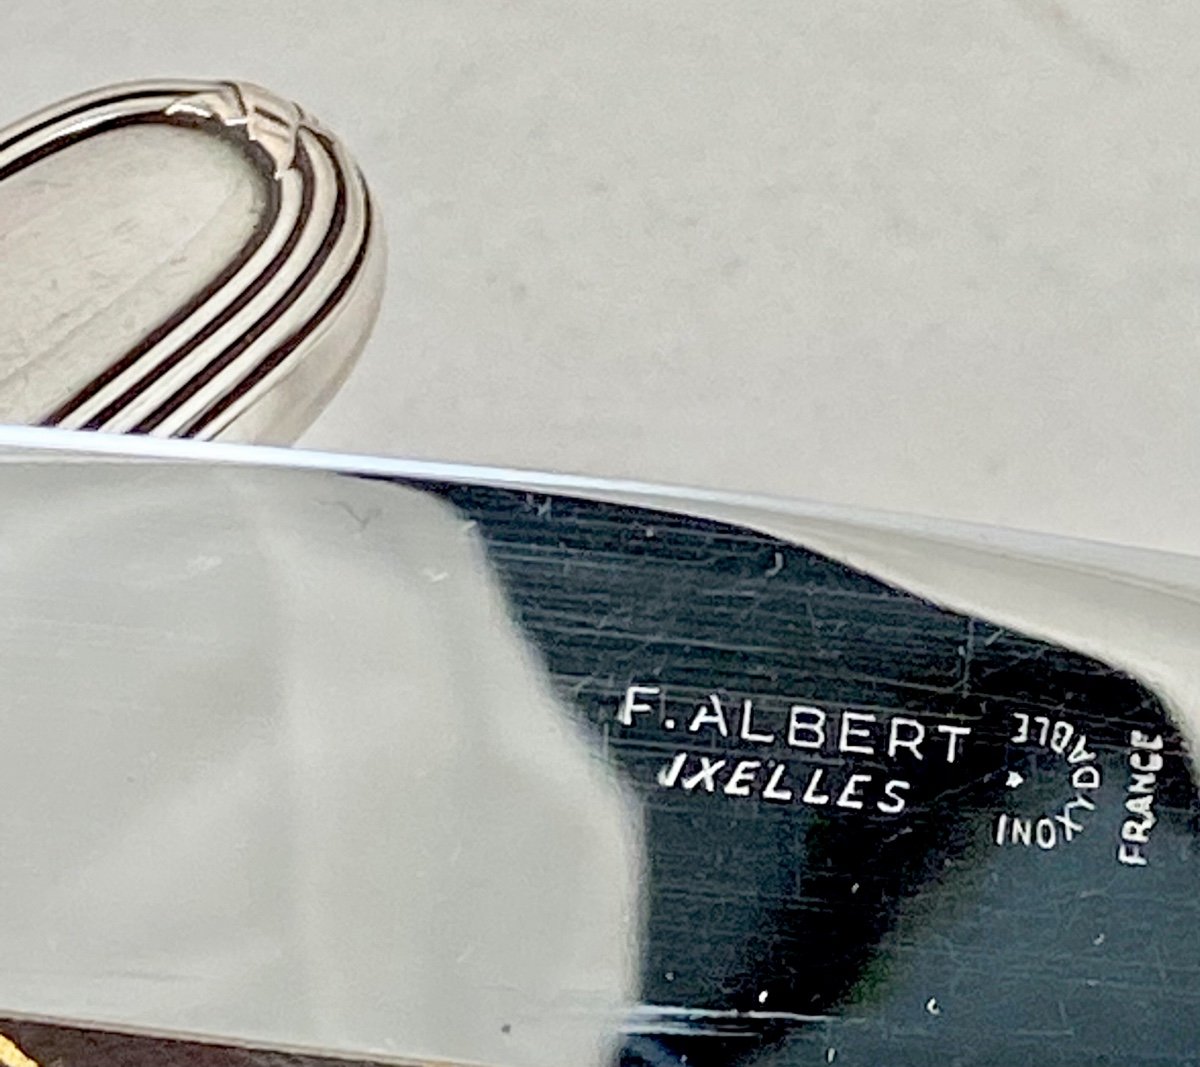 F. ALBERT
IXELLES
INOXYDABLE
FRANCE